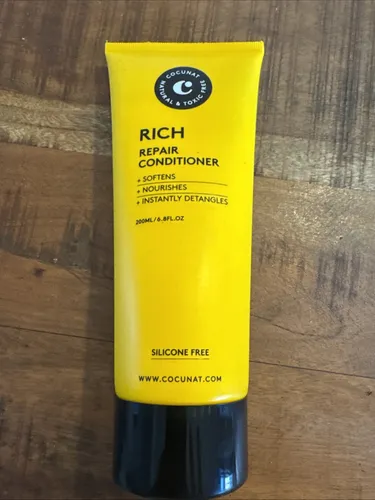 COCUNAT
C
NATURAL & TOXIC FREE
RICH
REPAIR
CONDITIONER
+ SOFTENS
+ NOURISHES
+ INSTANTLY DETANGLES
200ML/6.8FL.OZ
SILICONE FREE
WWW.COCUNAT.COM